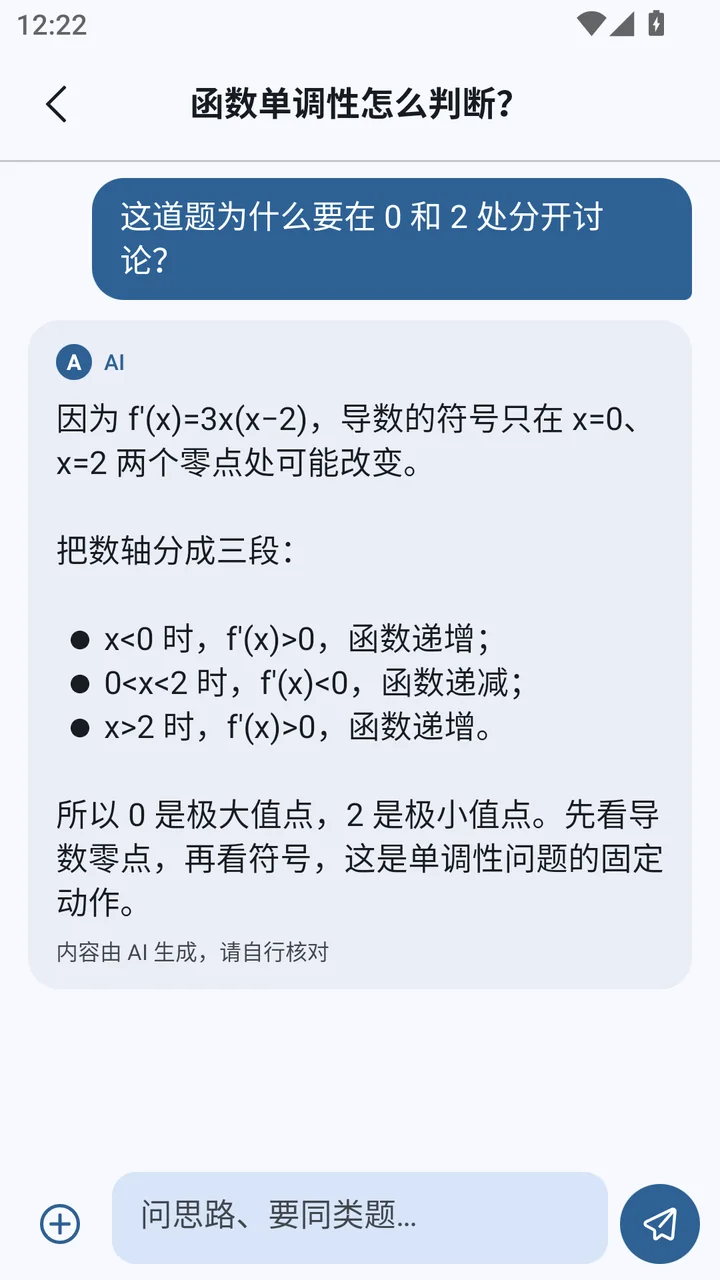 12:22
函数单调性怎么判断？
这道题为什么要在 0 和 2 处分开讨
论？
A AI
因为 f'(x)=3x(x−2)，导数的符号只在 x=0、
x=2 两个零点处可能改变。
把数轴分成三段：
● x<0 时，f'(x)>0，函数递增；
● 0<x<2 时，f'(x)<0，函数递减；
● x>2 时，f'(x)>0，函数递增。
所以 0 是极大值点，2 是极小值点。先看导
数零点，再看符号，这是单调性问题的固定
动作。
内容由 AI 生成，请自行核对
问思路、要同类题…